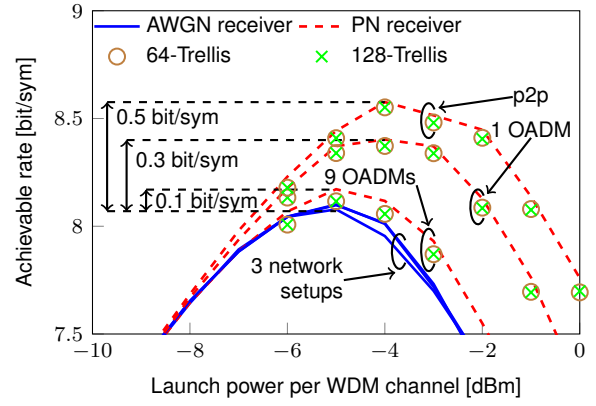 AWGN receiver
PN receiver
64-Trellis
128-Trellis
9
8.5
8
7.5
Achievable rate [bit/sym]
p2p
0.5 bit/sym
1 OADM
0.3 bit/sym
9 OADMs
0.1 bit/sym
3 network
setups
−10
−8
−6
−4
−2
0
Launch power per WDM channel [dBm]